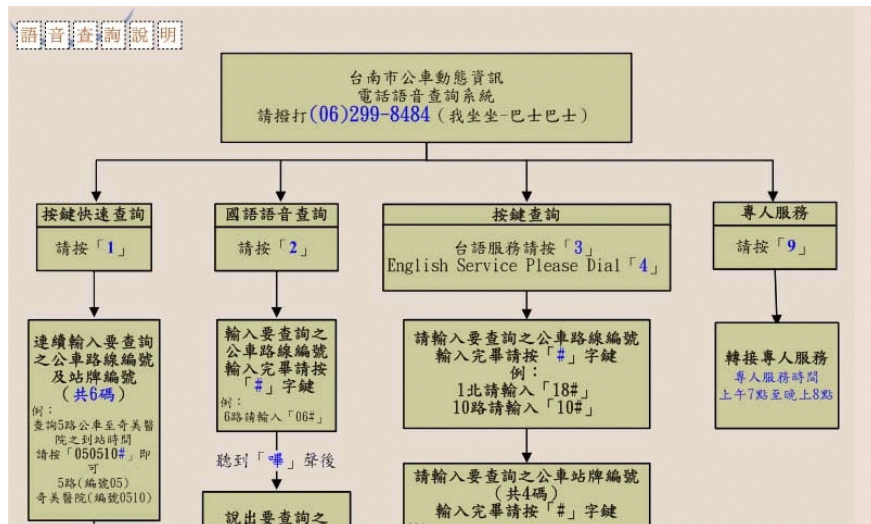 語音查詢說明
台南市公車動態資訊
電話語音查詢系統
請撥打(06)299-8484(我坐坐-巴士巴士)
按鍵快速查詢
請按「1」
連續輸入要查詢
之公車路線編號
及站牌編號
(共6碼)
例:
查詢5路公車至奇美醫
院之到站時間
請按「050510#」即
可
5路(編號05)
奇美醫院(編號0510)
國語語音查詢
請按「2」
輸入要查詢之
公車路線編號
輸入完畢請按
「#」字鍵
例:
6路請輸入「06#」
聽到「嗶」聲後
說出要查詢之
按鍵查詢
台語服務請按「3」
English Service Please Dial「4」
請輸入要查詢之公車路線編號
輸入完畢請按「#」字鍵
例:
1北請輸入「18#」
10路請輸入「10#」
請輸入要查詢之公車站牌編號
(共4碼)
輸入完畢請按「#」字鍵
專人服務
請按「9」
轉接專人服務
專人服務時間
上午7點至晚上8點